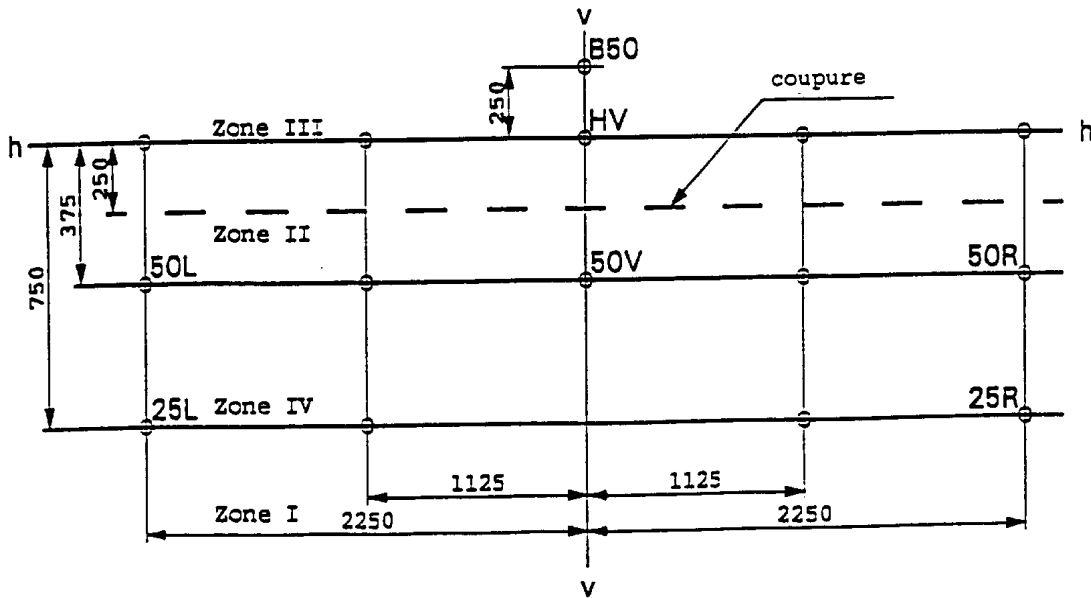 v
B50
250
coupure
Zone III
HV
h
h
250
375
750
Zone II
50L
50V
50R
25L
Zone IV
25R
1125
1125
Zone I
2250
2250
v